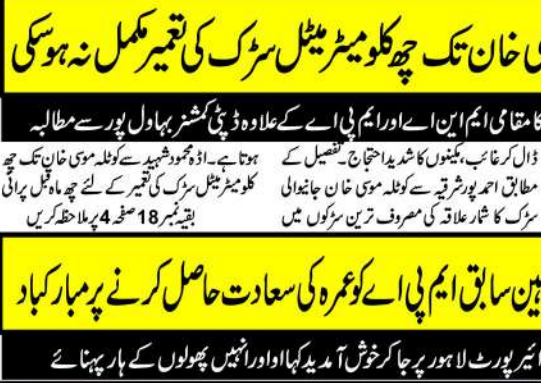 خان تک چھ کلومیٹر میٹل سڑک کی تعمیر مکمل نہ ہوسکی
کا مقامی ایم این اے اور ایم پی اے کے علاوہ ڈپٹی کمشنر بہاول پور سے مطالبہ
ڈال کر غائب، مکینوں کا شدید احتجاج۔ تفصیل کے
مطابق احمد پور شرقیہ سے کوٹلہ موسیٰ خان جانیوالی
سڑک کا شمار علاقہ کی مصروف ترین سڑکوں میں
ہوتا ہے۔ اڈہ محمود شہید سے کوٹلہ موسیٰ خان تک چھ
کلومیٹر میٹل سڑک کی تعمیر کے لئے چھ ماہ قبل پرانی
بقیہ نمبر 18 صفحہ 4 پر ملاحظہ کریں
سابق ایم پی اے کو عمرہ کی سعادت حاصل کرنے پر مبارکباد
ائیر پورٹ لاہور پر جا کر خوش آمدید کہا اور انہیں پھولوں کے ہار پہنائے